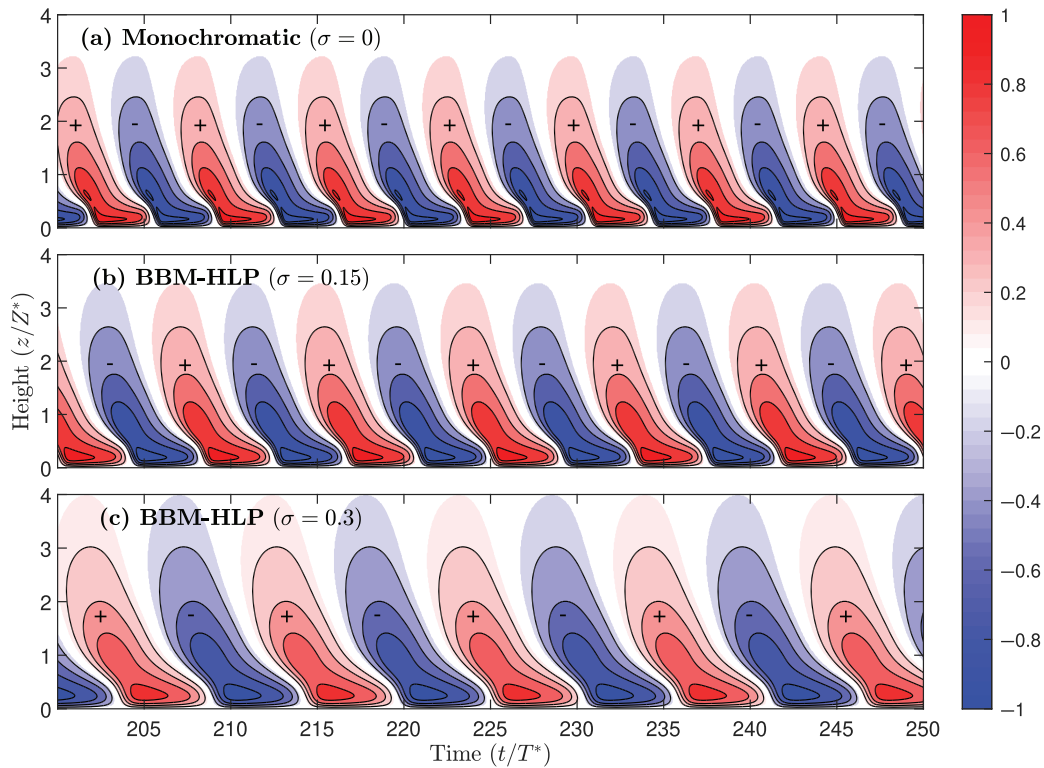 (a) Monochromatic (σ = 0)
4
3
2
1
0
+ - + - + - + - + - + - + -
(b) BBM-HLP (σ = 0.15)
4
3
2
1
0
- + - + - + - + - +
Height (z/Z*)
(c) BBM-HLP (σ = 0.3)
4
3
2
1
0
+ - + - + - + - +
205 210 215 220 225 230 235 240 245 250
Time (t/T*)
1
0.8
0.6
0.4
0.2
0
−0.2
−0.4
−0.6
−0.8
−1